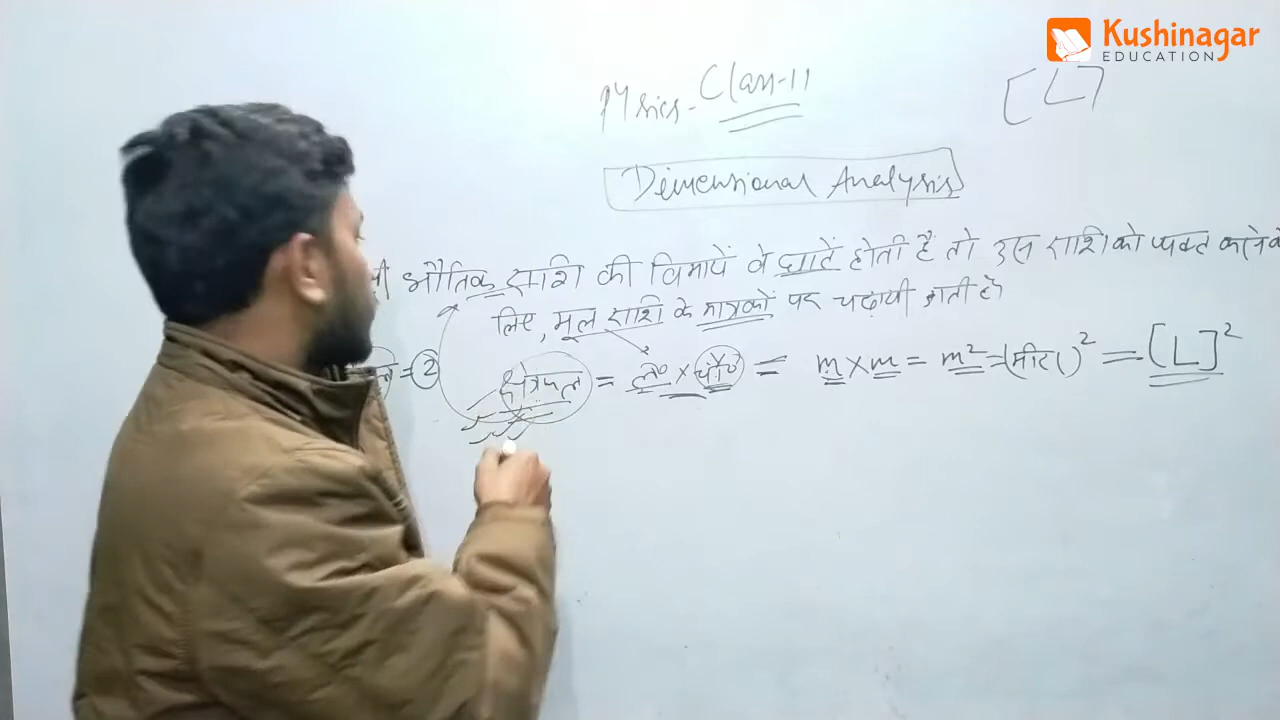 Kushinagar
EDUCATION
Physics - Class-11
[L]
Dimensional Analysis
भौतिक राशि की विमायें वे घातें होती हैं तो उस राशि को व्यक्त करने के
लिए, मूल राशि के मात्रकों पर चढ़ायी जाती है।
= 2
क्षेत्रफल = ल० × चौ० = m × m = m² = (मीटर)² = [L]²